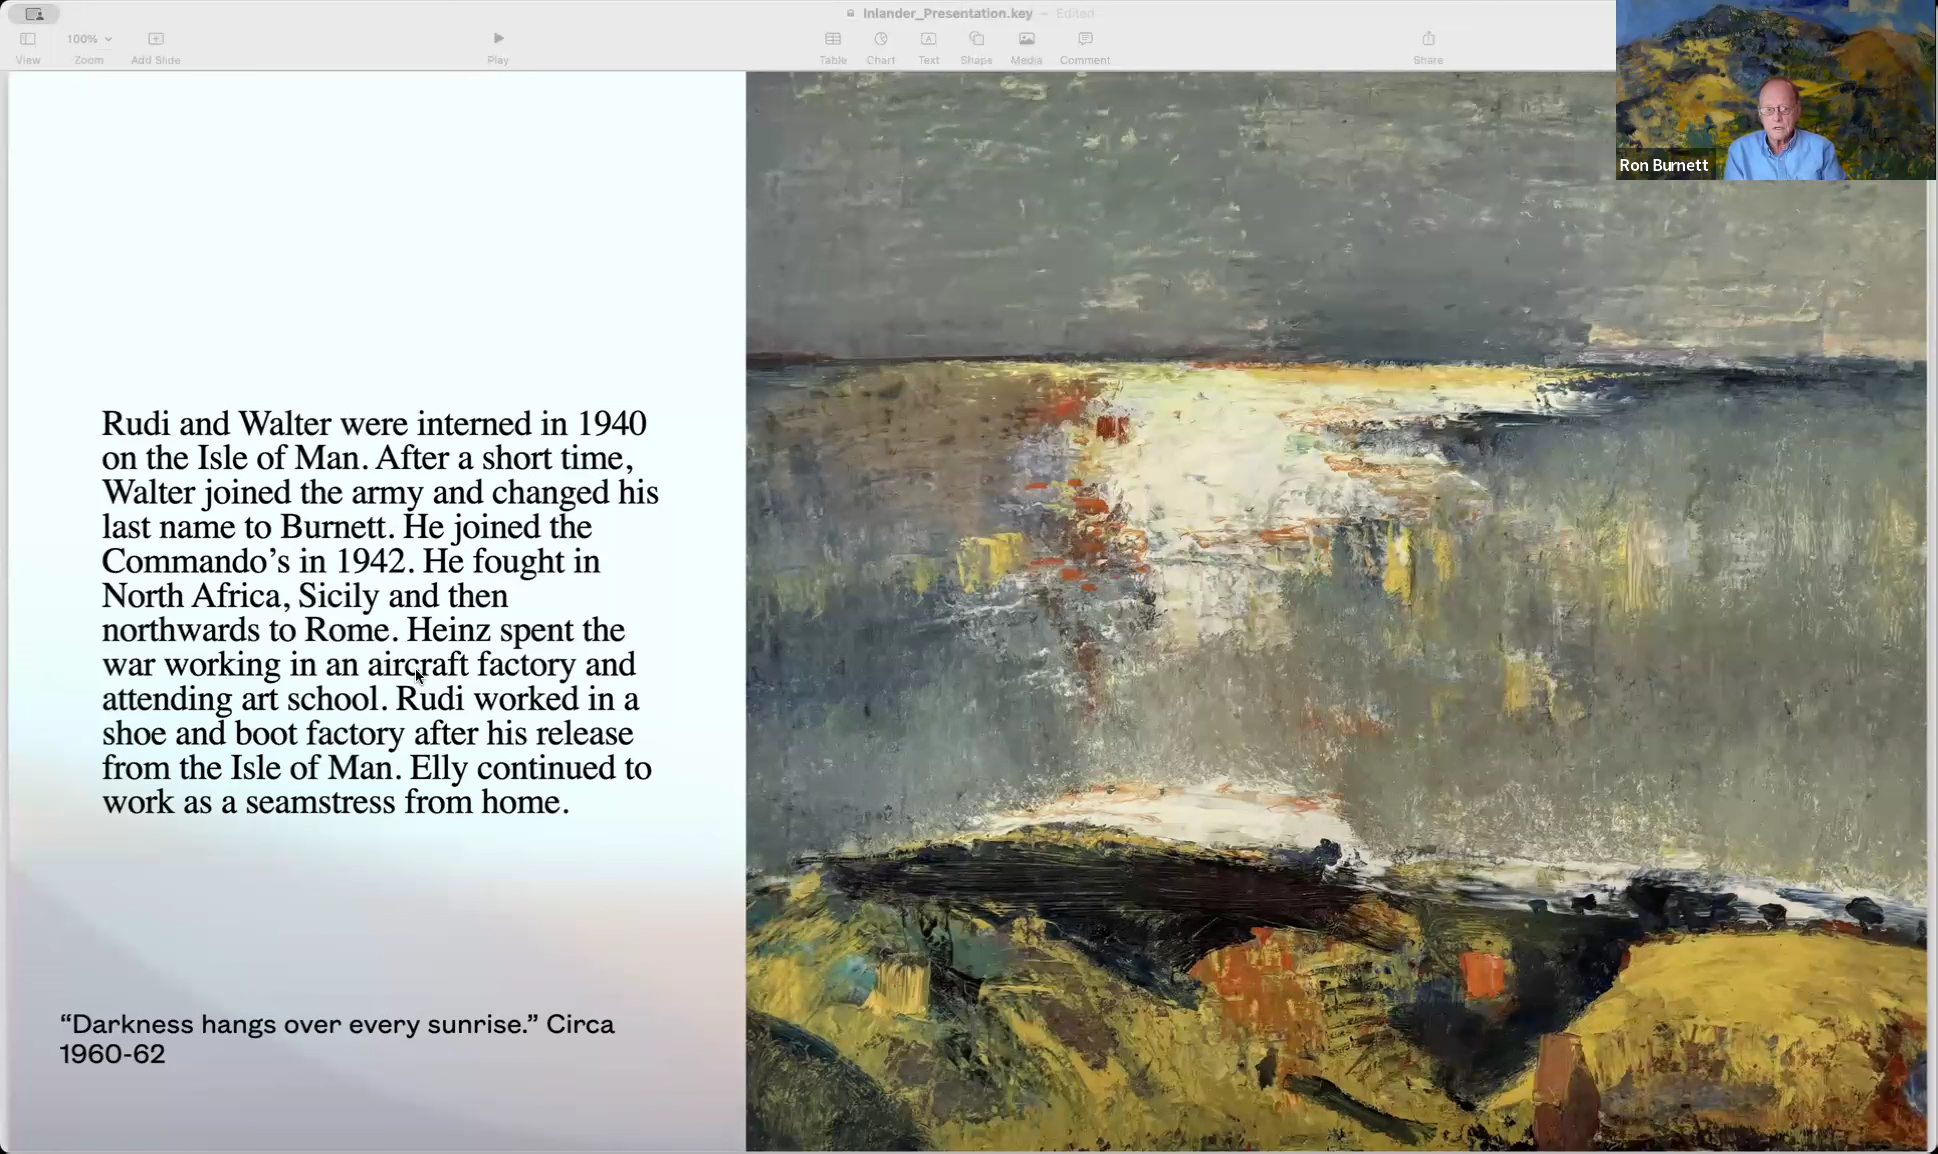 Inlander_Presentation.key — Edited
100%
View
Zoom
Add Slide
Play
Table
Chart
Text
Shape
Media
Comment
Share
Ron Burnett
Rudi and Walter were interned in 1940
on the Isle of Man. After a short time,
Walter joined the army and changed his
last name to Burnett. He joined the
Commando’s in 1942. He fought in
North Africa, Sicily and then
northwards to Rome. Heinz spent the
war working in an aircraft factory and
attending art school. Rudi worked in a
shoe and boot factory after his release
from the Isle of Man. Elly continued to
work as a seamstress from home.
“Darkness hangs over every sunrise.” Circa
1960-62